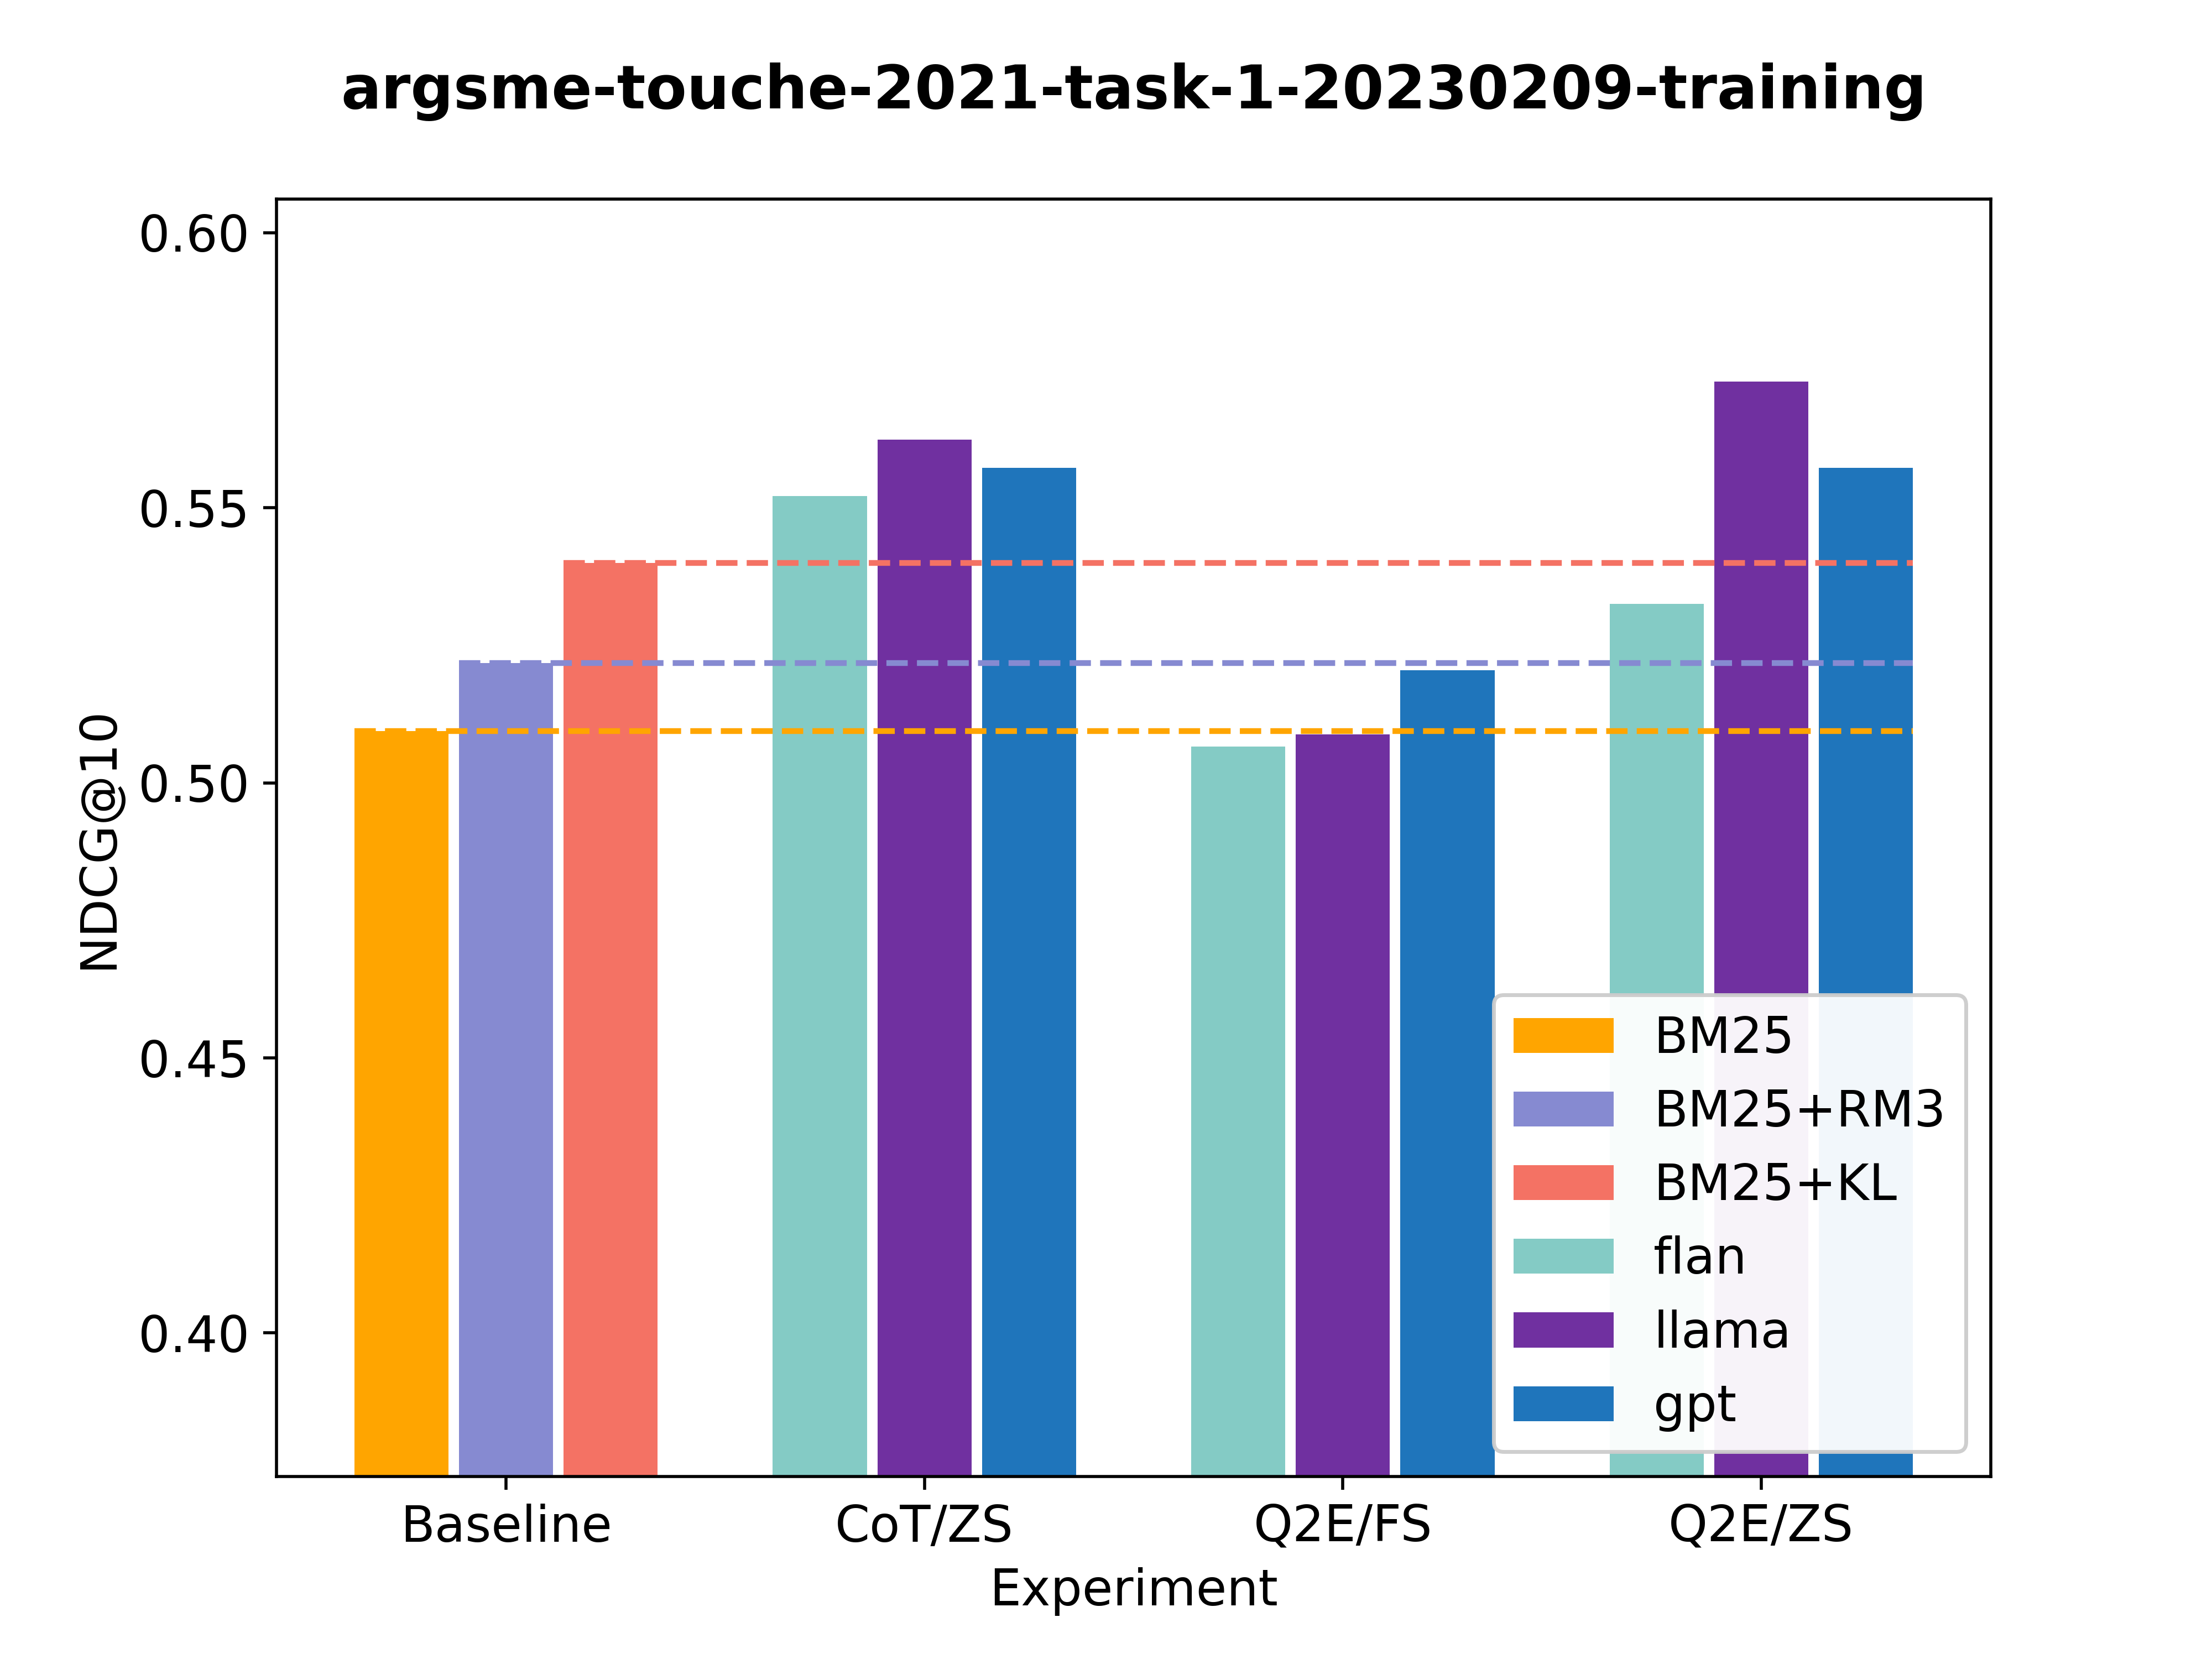 argsme-touche-2021-task-1-20230209-training
NDCG@10
0.60
0.55
0.50
0.45
0.40
BM25
BM25+RM3
BM25+KL
flan
llama
gpt
Baseline
CoT/ZS
Q2E/FS
Q2E/ZS
Experiment